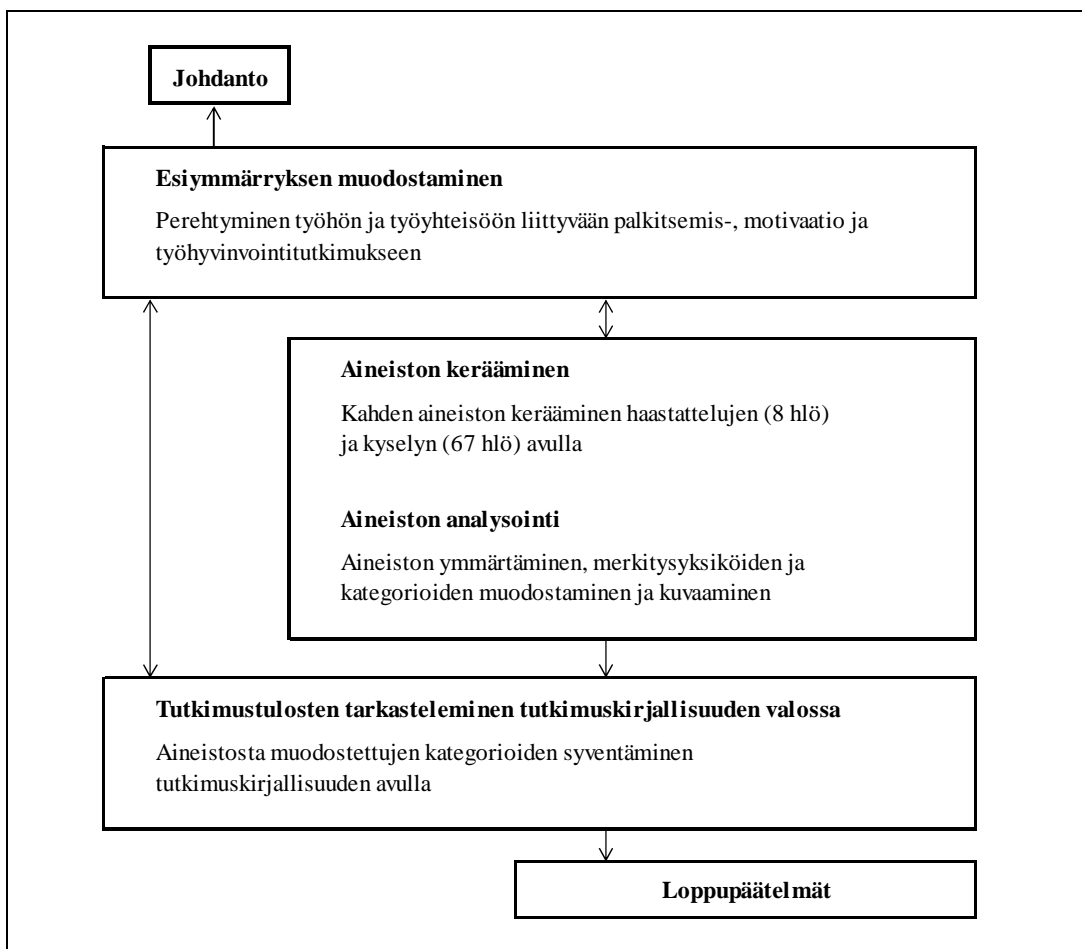 Johdanto
Esiymmärryksen muodostaminen
Perehtyminen työhön ja työyhteisöön liittyvään palkitsemis-, motivaatio ja
työhyvinvointitutkimukseen
Aineiston kerääminen
Kahden aineiston kerääminen haastattelujen (8 hlö)
ja kyselyn (67 hlö) avulla
Aineiston analysointi
Aineiston ymmärtäminen, merkitysyksiköiden ja
kategorioiden muodostaminen ja kuvaaminen
Tutkimustulosten tarkasteleminen tutkimuskirjallisuuden valossa
Aineistosta muodostettujen kategorioiden syventäminen
tutkimuskirjallisuuden avulla
Loppupäätelmät